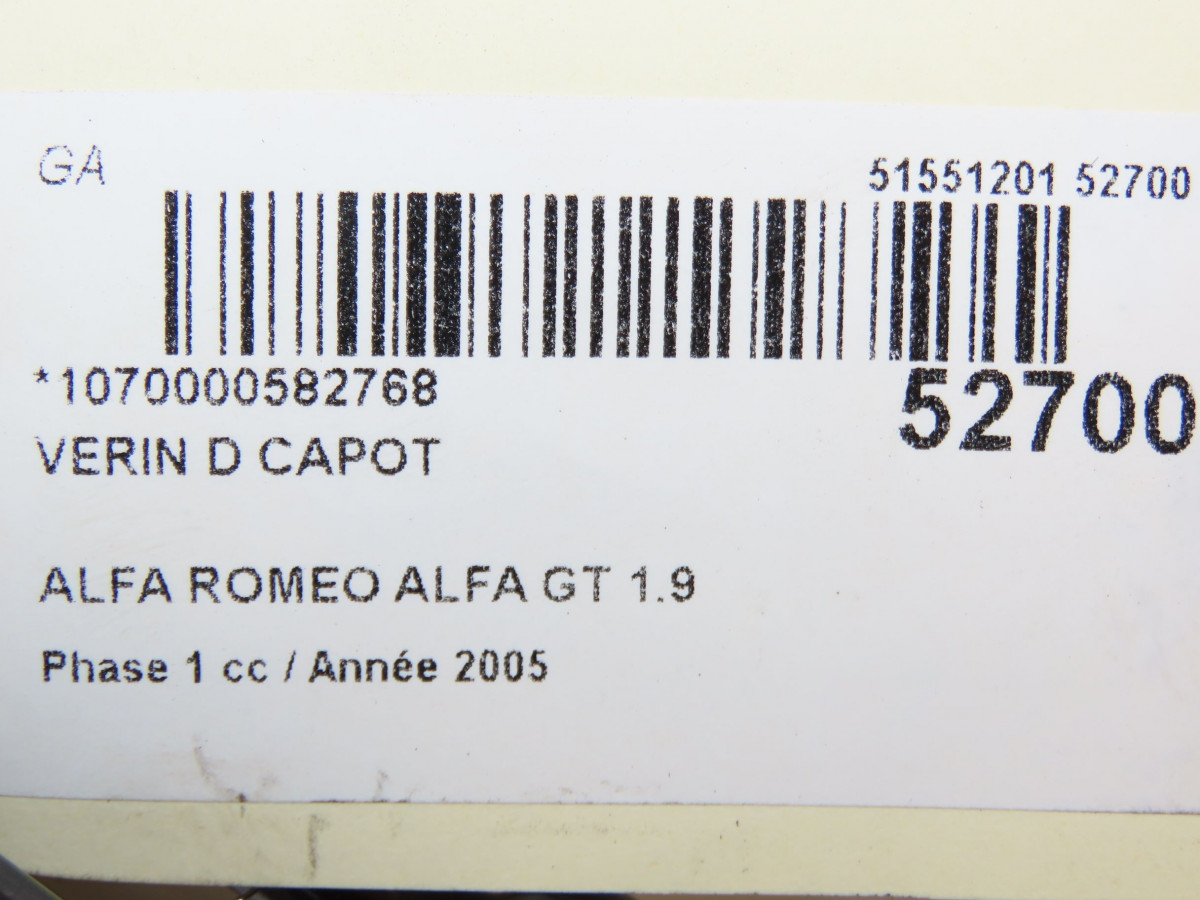 GA
51551201 52700
*1070000582768
52700
VERIN D CAPOT
ALFA ROMEO ALFA GT 1.9
Phase 1 cc / Année 2005